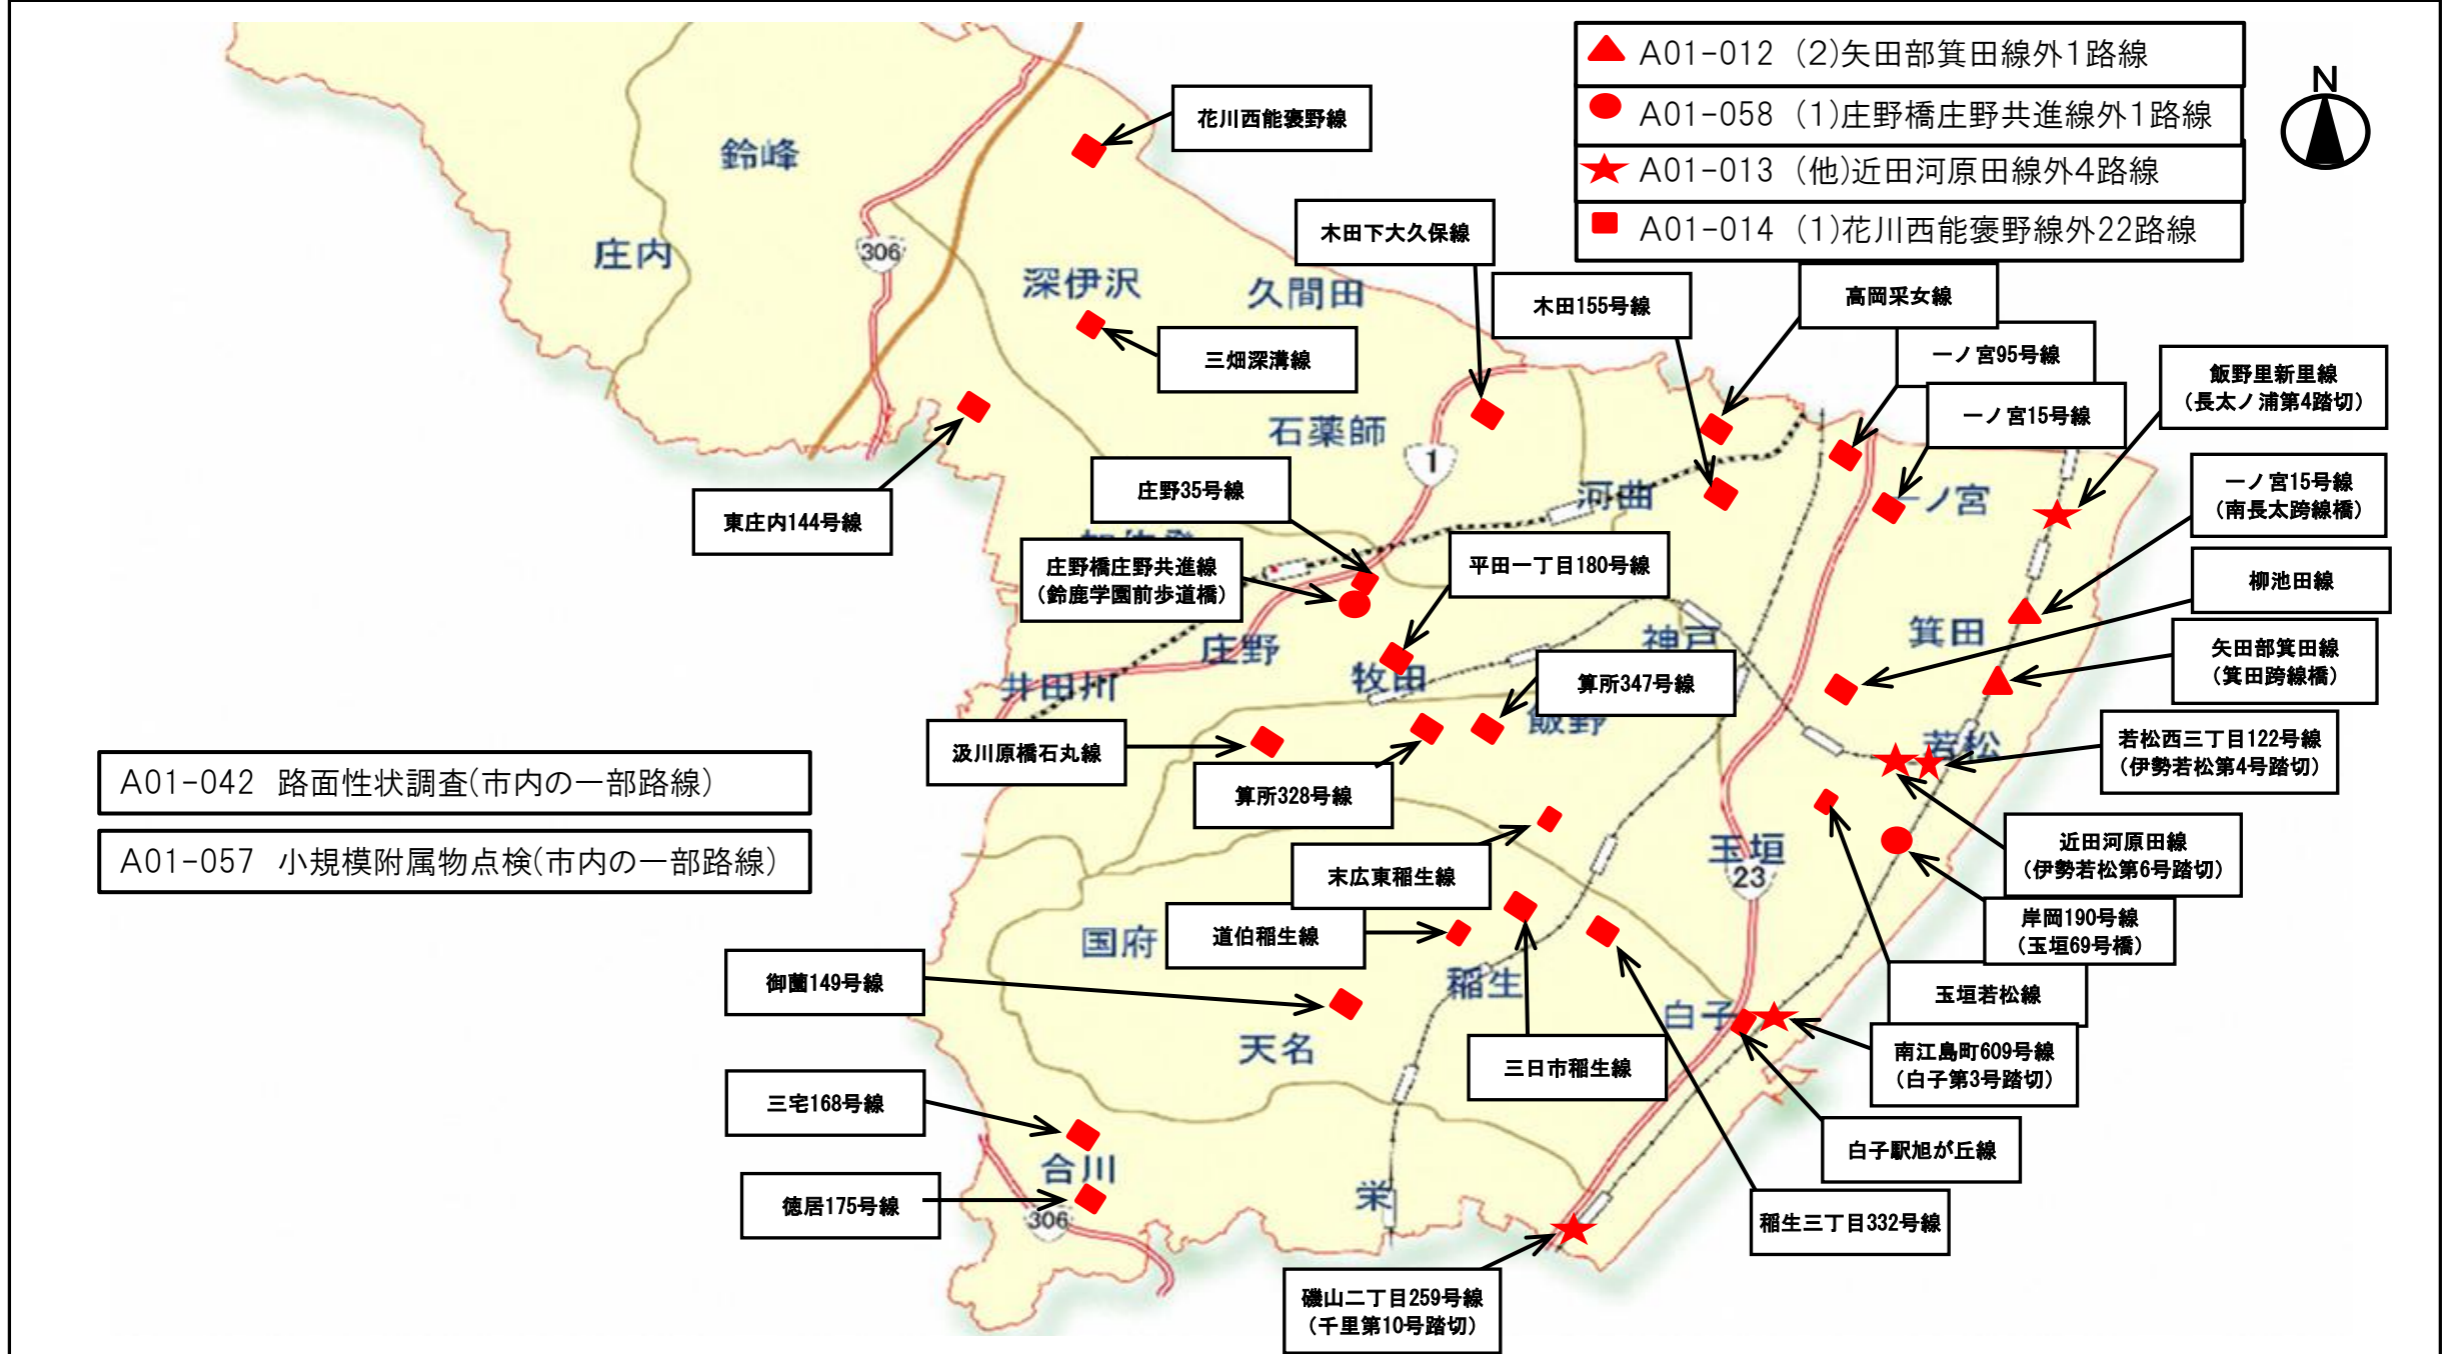 A01-012 (2)矢田部箕田線外1路線
A01-058 (1)庄野橋庄野共進線外1路線
A01-013 (他)近田河原田線外4路線
A01-014 (1)花川西能褒野線外22路線
N
花川西能褒野線
鈴峰
木田下大久保線
庄内
306
深伊沢
久間田
木田155号線
高岡采女線
三畑深溝線
一ノ宮95号線
飯野里新里線
(長太ノ浦第4踏切)
一ノ宮15号線
石薬師
1
庄野35号線
河曲
一ノ宮
一ノ宮15号線
(南長太跨線橋)
東庄内144号線
庄野橋庄野共進線
(鈴鹿学園前歩道橋)
平田一丁目180号線
柳池田線
庄野
神戸
箕田
矢田部箕田線
(箕田跨線橋)
井田川
牧田
算所347号線
飯野
汲川原橋石丸線
若松
若松西三丁目122号線
(伊勢若松第4号踏切)
A01-042 路面性状調査(市内の一部路線)
算所328号線
A01-057 小規模附属物点検(市内の一部路線)
玉垣
23
近田河原田線
(伊勢若松第6号踏切)
末広東稲生線
国府
道伯稲生線
岸岡190号線
(玉垣69号橋)
御薗149号線
稲生
玉垣若松線
白子
天名
三日市稲生線
南江島町609号線
(白子第3号踏切)
三宅168号線
白子駅旭が丘線
合川
徳居175号線
306
栄
稲生三丁目332号線
磯山二丁目259号線
(千里第10号踏切)